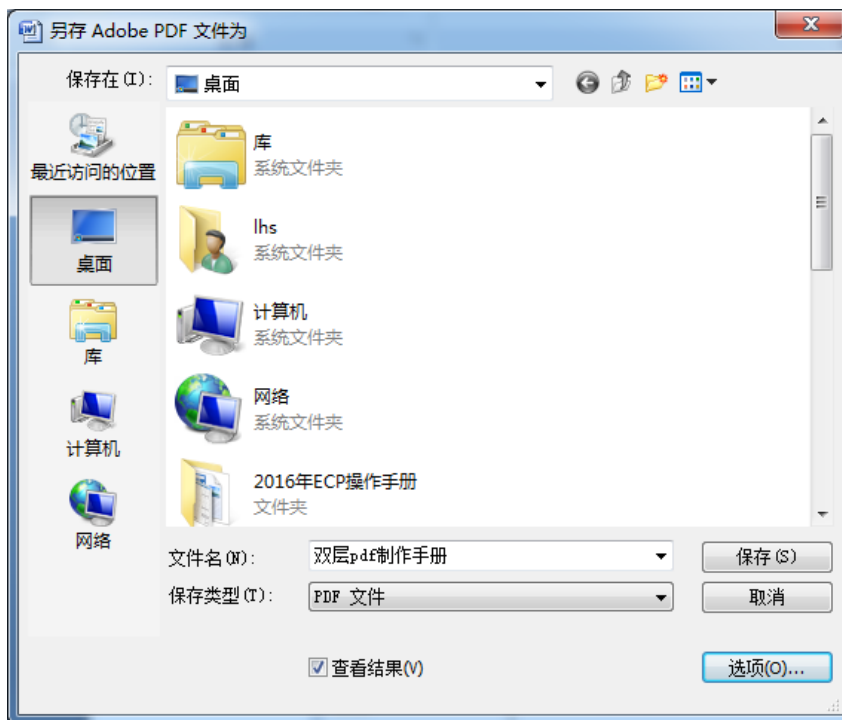 另存 Adobe PDF 文件为
保存在(I):
桌面
最近访问的位置
桌面
库
计算机
网络
库
系统文件夹
lhs
系统文件夹
计算机
系统文件夹
网络
系统文件夹
2016年ECP操作手册
文件夹
文件名(N):
双层pdf制作手册
保存(S)
保存类型(T):
PDF 文件
取消
查看结果(V)
选项(O)...